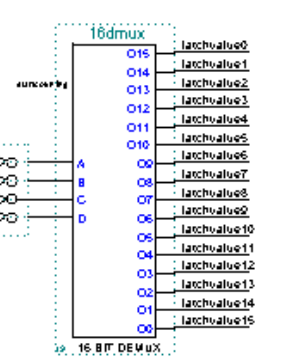 16dmux
O15 latchvalue0
O14 latchvalue1
O13 latchvalue2
O12 latchvalue3
O11 latchvalue4
O10 latchvalue5
A O9 latchvalue6
B O8 latchvalue7
C O7 latchvalue8
D O6 latchvalue9
O5 latchvalue10
O4 latchvalue11
O3 latchvalue12
O2 latchvalue13
O1 latchvalue14
O0 latchvalue15
16 BIT DEMUX